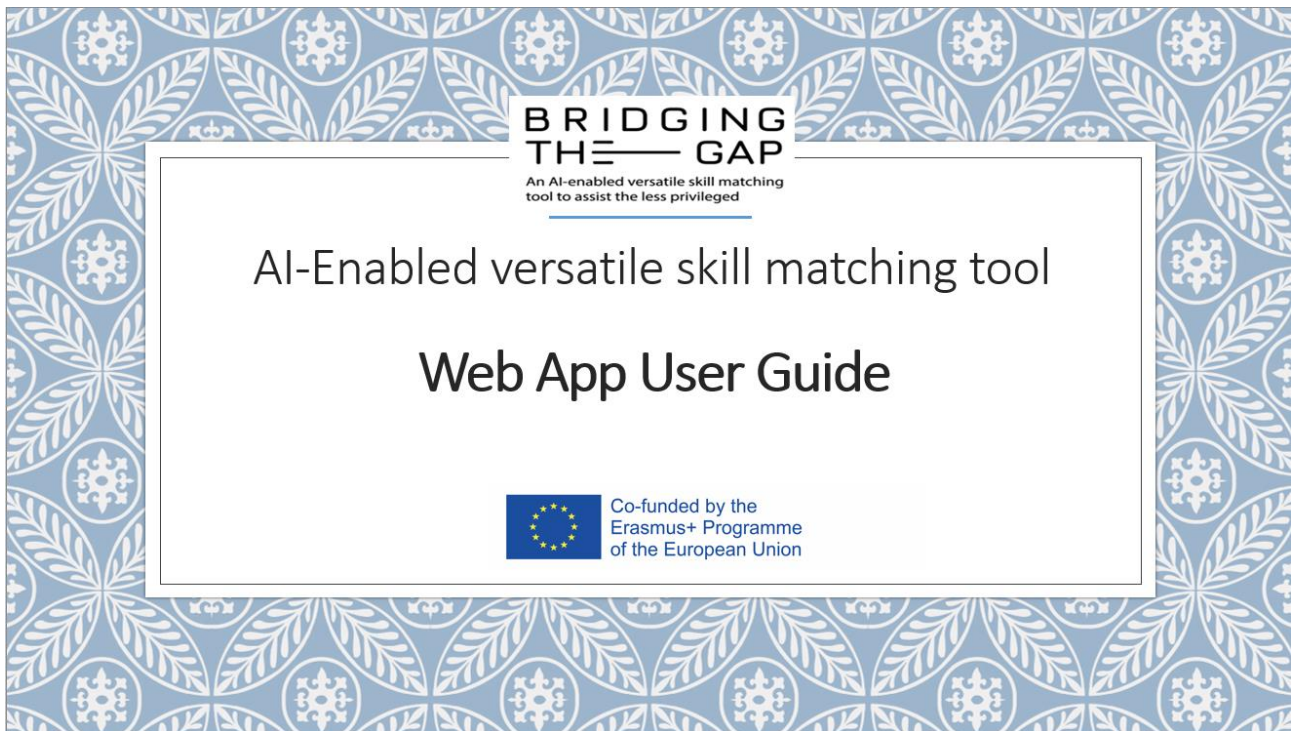 BRIDGING
THE GAP
An AI-enabled versatile skill matching
tool to assist the less privileged
AI-Enabled versatile skill matching tool
Web App User Guide
Co-funded by the
Erasmus+ Programme
of the European Union